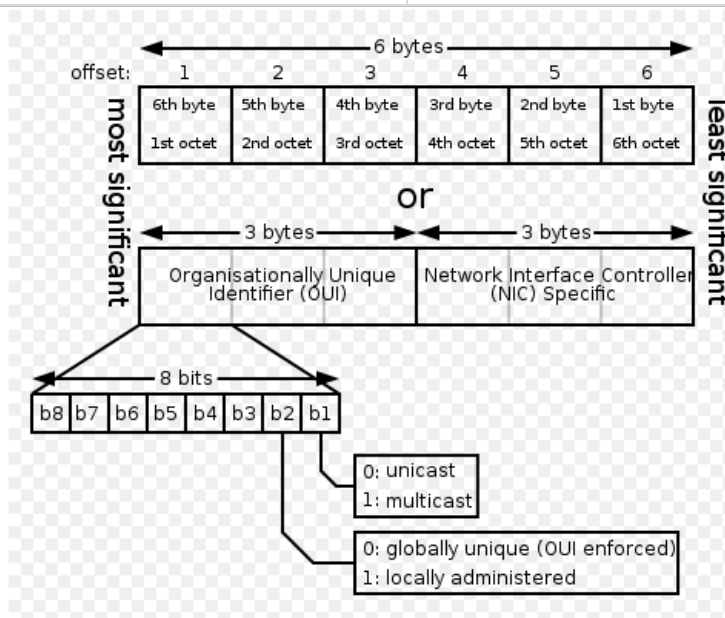 6 bytes
offset: 1 2 3 4 5 6
6th byte 5th byte 4th byte 3rd byte 2nd byte 1st byte
1st octet 2nd octet 3rd octet 4th octet 5th octet 6th octet
most significant
least significant
or
3 bytes 3 bytes
Organisationally Unique
Identifier (OUI)
Network Interface Controller
(NIC) Specific
8 bits
b8 b7 b6 b5 b4 b3 b2 b1
0: unicast
1: multicast
0: globally unique (OUI enforced)
1: locally administered